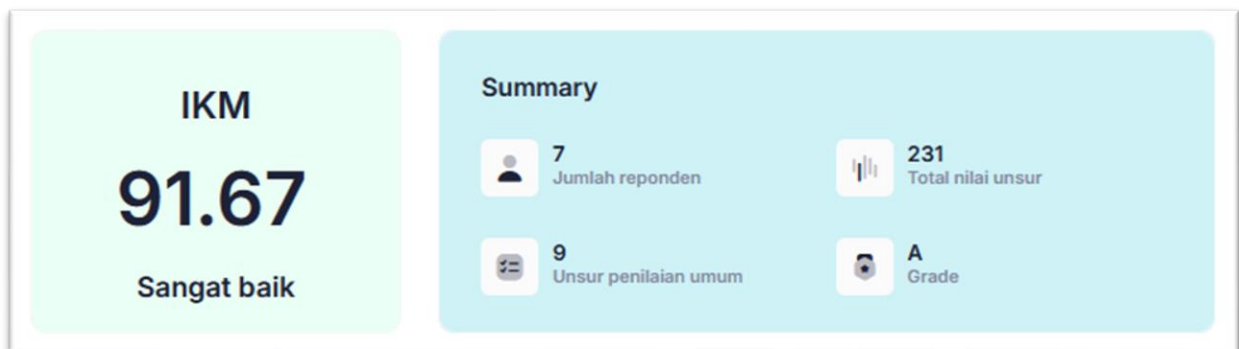 IKM
91.67
Sangat baik
Summary
7
Jumlah reponden
231
Total nilai unsur
9
Unsur penilaian umum
A
Grade